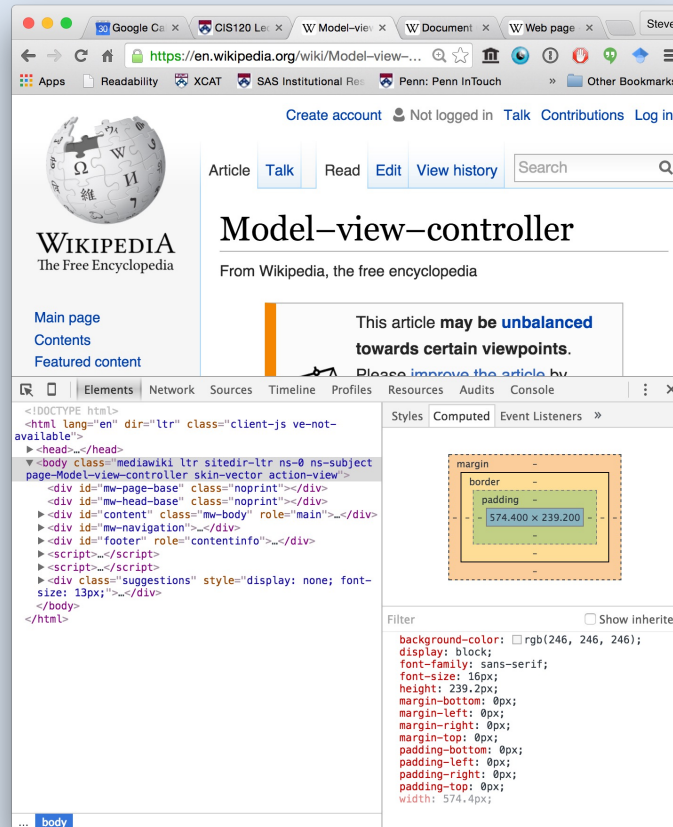 30 Google Ca × CIS120 Lec × W Model–viev × W Document × W Web page × Steve
https://en.wikipedia.org/wiki/Model–view–...
Apps Readability XCAT SAS Institutional Res Penn: Penn InTouch » Other Bookmarks
Create account Not logged in Talk Contributions Log in
Article Talk Read Edit View history Search
Model–view–controller
WIKIPEDIA
The Free Encyclopedia
From Wikipedia, the free encyclopedia
Main page
Contents
Featured content
This article may be unbalanced
towards certain viewpoints.
Please improve the article by
Elements Network Sources Timeline Profiles Resources Audits Console
<!DOCTYPE html>
<html lang="en" dir="ltr" class="client-js ve-not-
available">
▶<head>…</head>
▼<body class="mediawiki ltr sitedir-ltr ns-0 ns-subject
page-Model-view-controller skin-vector action-view">
<div id="mw-page-base" class="noprint"></div>
<div id="mw-head-base" class="noprint"></div>
▶<div id="content" class="mw-body" role="main">…</div>
▶<div id="mw-navigation">…</div>
▶<div id="footer" role="contentinfo">…</div>
▶<script>…</script>
▶<script>…</script>
▶<div class="suggestions" style="display: none; font-
size: 13px;">…</div>
</body>
</html>
... body
Styles Computed Event Listeners »
margin –
border –
padding –
– – – 574.400 × 239.200 – – –
–
–
–
Filter Show inherite
background-color: rgb(246, 246, 246);
display: block;
font-family: sans-serif;
font-size: 16px;
height: 239.2px;
margin-bottom: 0px;
margin-left: 0px;
margin-right: 0px;
margin-top: 0px;
padding-bottom: 0px;
padding-left: 0px;
padding-right: 0px;
padding-top: 0px;
width: 574.4px;